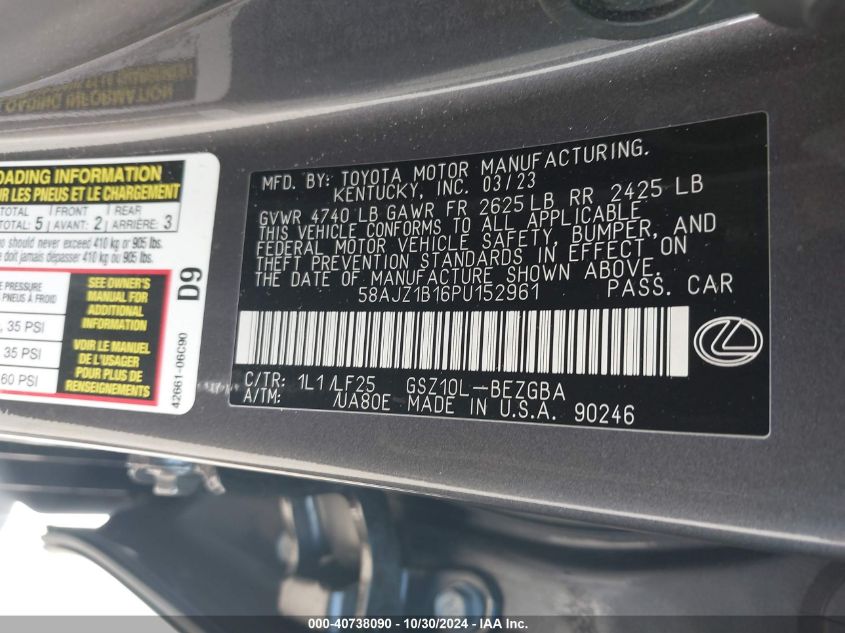 LOADING INFORMATION
R LES PNEUS ET LE CHARGEMENT
TOTAL FRONT REAR
TOTAL: 5 AVANT: 2 ARRIÈRE: 3
should never exceed 410 kg or 905 lbs.
doit jamais dépasser 410 kg ou 905 lbs.
PRESSURE
PNEUS À FROID
35 PSI
35 PSI
60 PSI
SEE OWNER'S
MANUAL FOR
ADDITIONAL
INFORMATION
VOIR LE MANUEL
DE L'USAGER
POUR PLUS DE
RENSEIGNEMENTS
D9
42661-06C90
MFD. BY: TOYOTA MOTOR MANUFACTURING.
KENTUCKY, INC. 03/23
GVWR 4740 LB GAWR FR 2625 LB RR 2425 LB
THIS VEHICLE CONFORMS TO ALL APPLICABLE
FEDERAL MOTOR VEHICLE SAFETY, BUMPER, AND
THEFT PREVENTION STANDARDS IN EFFECT ON
THE DATE OF MANUFACTURE SHOWN ABOVE.
58AJZ1B16PU152961 PASS. CAR
C/TR: 1L1/LF25 GSZ10L-BEZGBA
A/TM: /UA80E MADE IN U.S.A. 90246
000-40738090 - 10/30/2024 - IAA Inc.